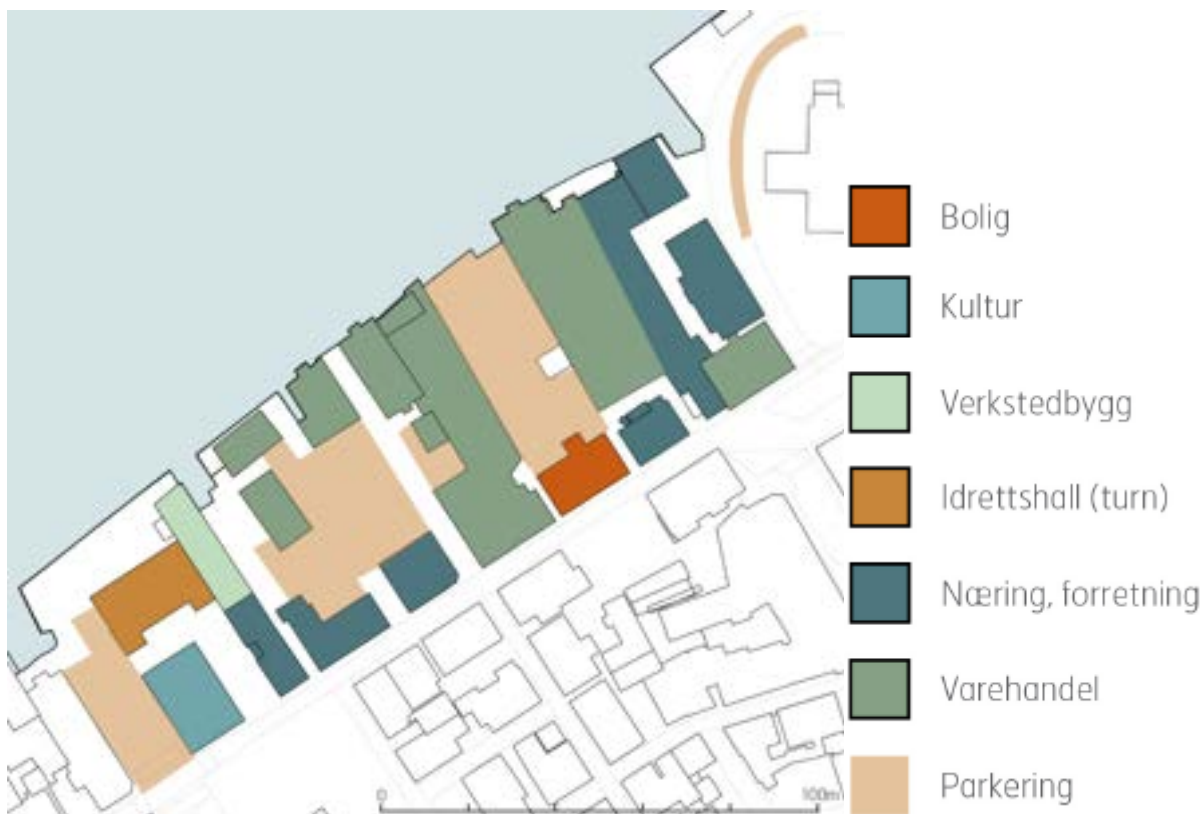 Bolig
Kultur
Verkstedbygg
Idrettshall (turn)
Næring, forretning
Varehandel
Parkering
0 100m